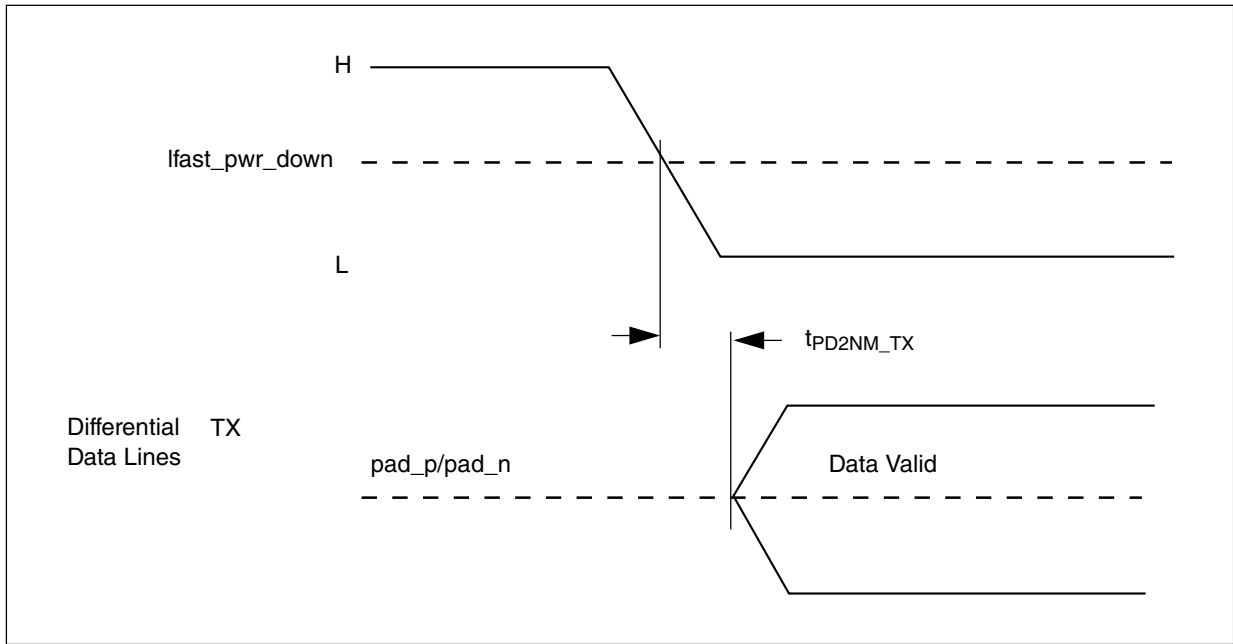 H
lfast_pwr_down
L
tPD2NM_TX
Differential TX
Data Lines
pad_p/pad_n
Data Valid